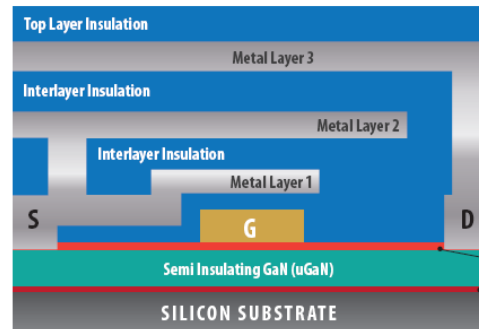 Top Layer Insulation
Metal Layer 3
Interlayer Insulation
Metal Layer 2
Interlayer Insulation
Metal Layer 1
S
G
D
Semi Insulating GaN (uGaN)
SILICON SUBSTRATE